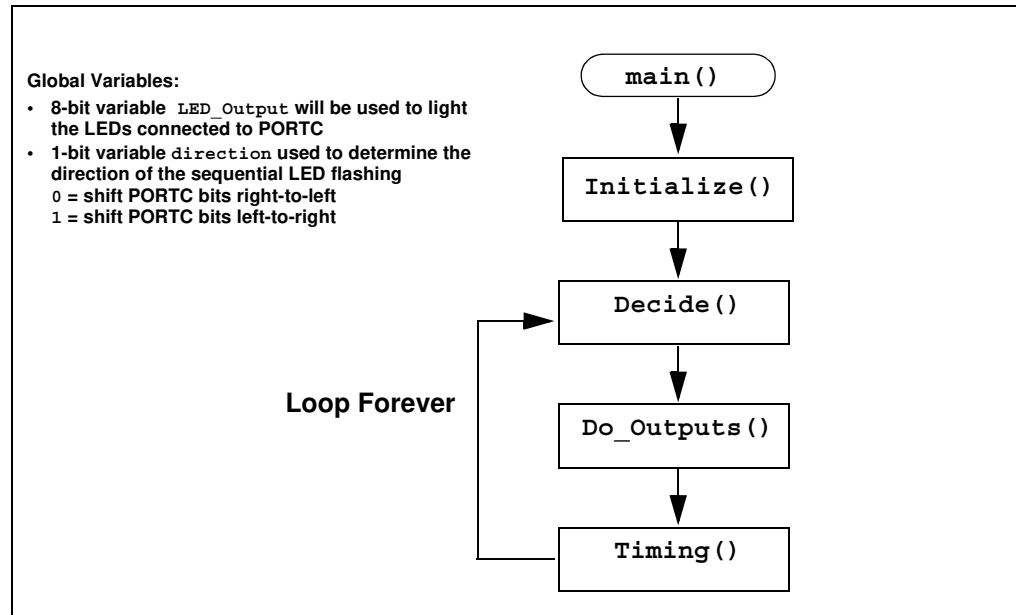 Global Variables:
• 8-bit variable LED_Output will be used to light
the LEDs connected to PORTC
• 1-bit variable direction used to determine the
direction of the sequential LED flashing
0 = shift PORTC bits right-to-left
1 = shift PORTC bits left-to-right
main()
Initialize()
Decide()
Loop Forever
Do_Outputs()
Timing()